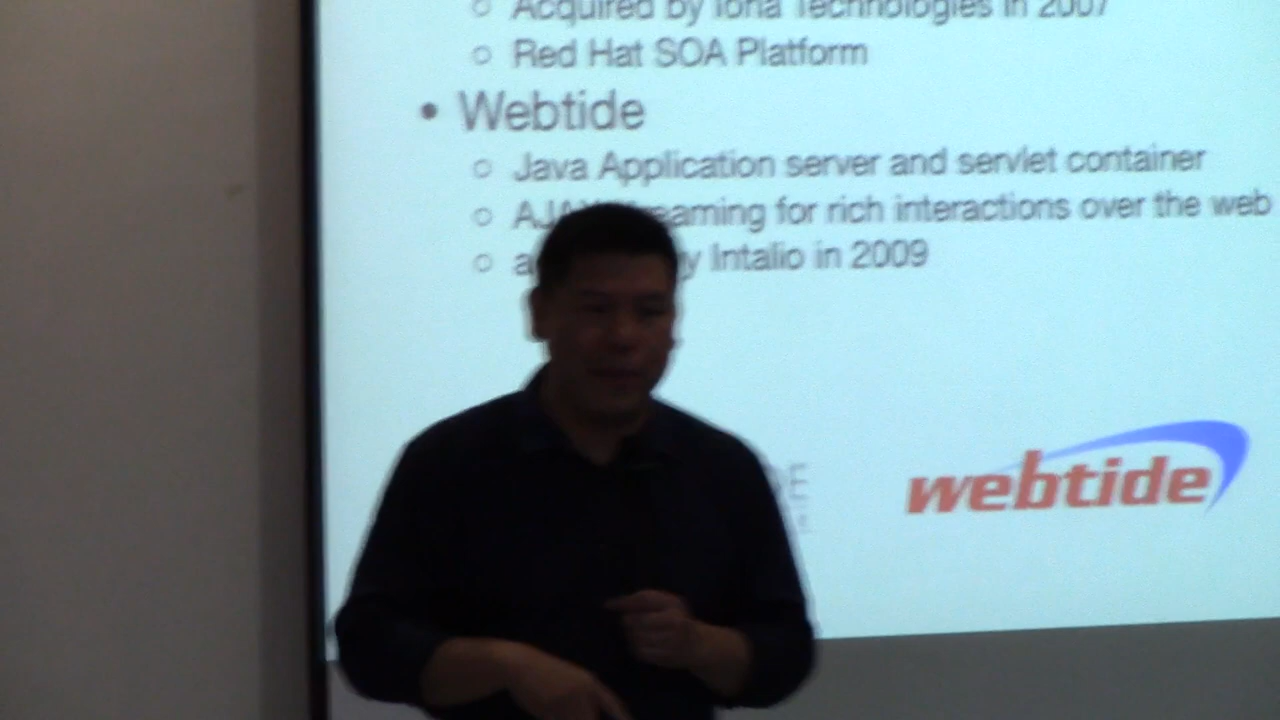 Acquired by Iona Technologies in 2007
Red Hat SOA Platform
Webtide
Java Application server and servlet container
streaming for rich interactions over the web
by Intalio in 2009
webtide